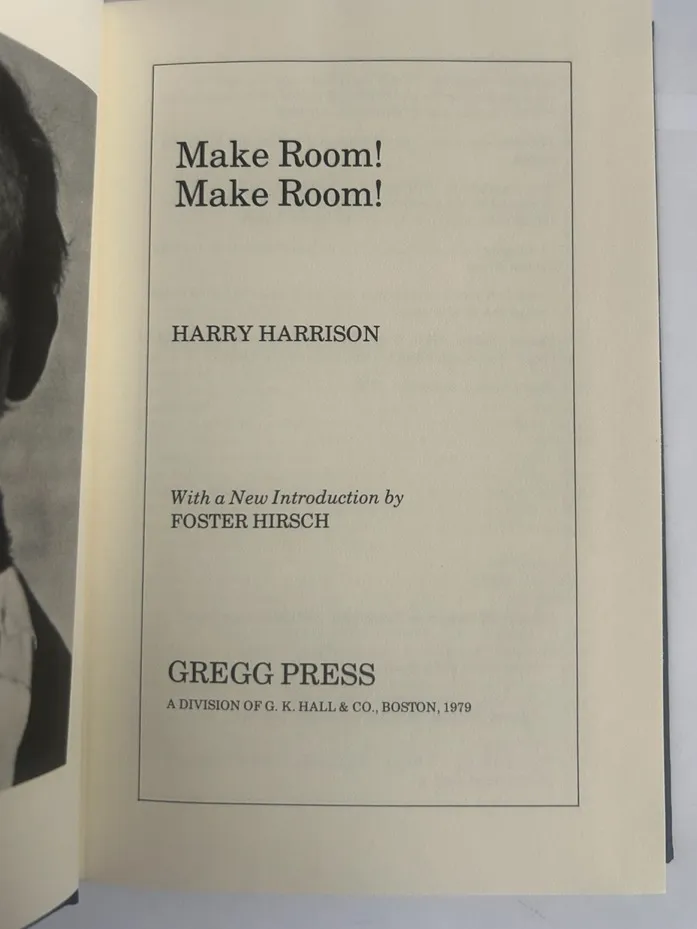 Make Room!
Make Room!
HARRY HARRISON
With a New Introduction by
FOSTER HIRSCH
GREGG PRESS
A DIVISION OF G. K. HALL & CO., BOSTON, 1979